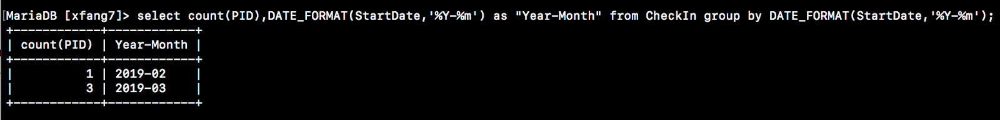 MariaDB [xfang7]> select count(PID),DATE_FORMAT(StartDate,'%Y-%m') as "Year-Month" from CheckIn group by DATE_FORMAT(StartDate,'%Y-%m');
+------------+------------+
| count(PID) | Year-Month |
+------------+------------+
|          1 | 2019-02    |
|          3 | 2019-03    |
+------------+------------+